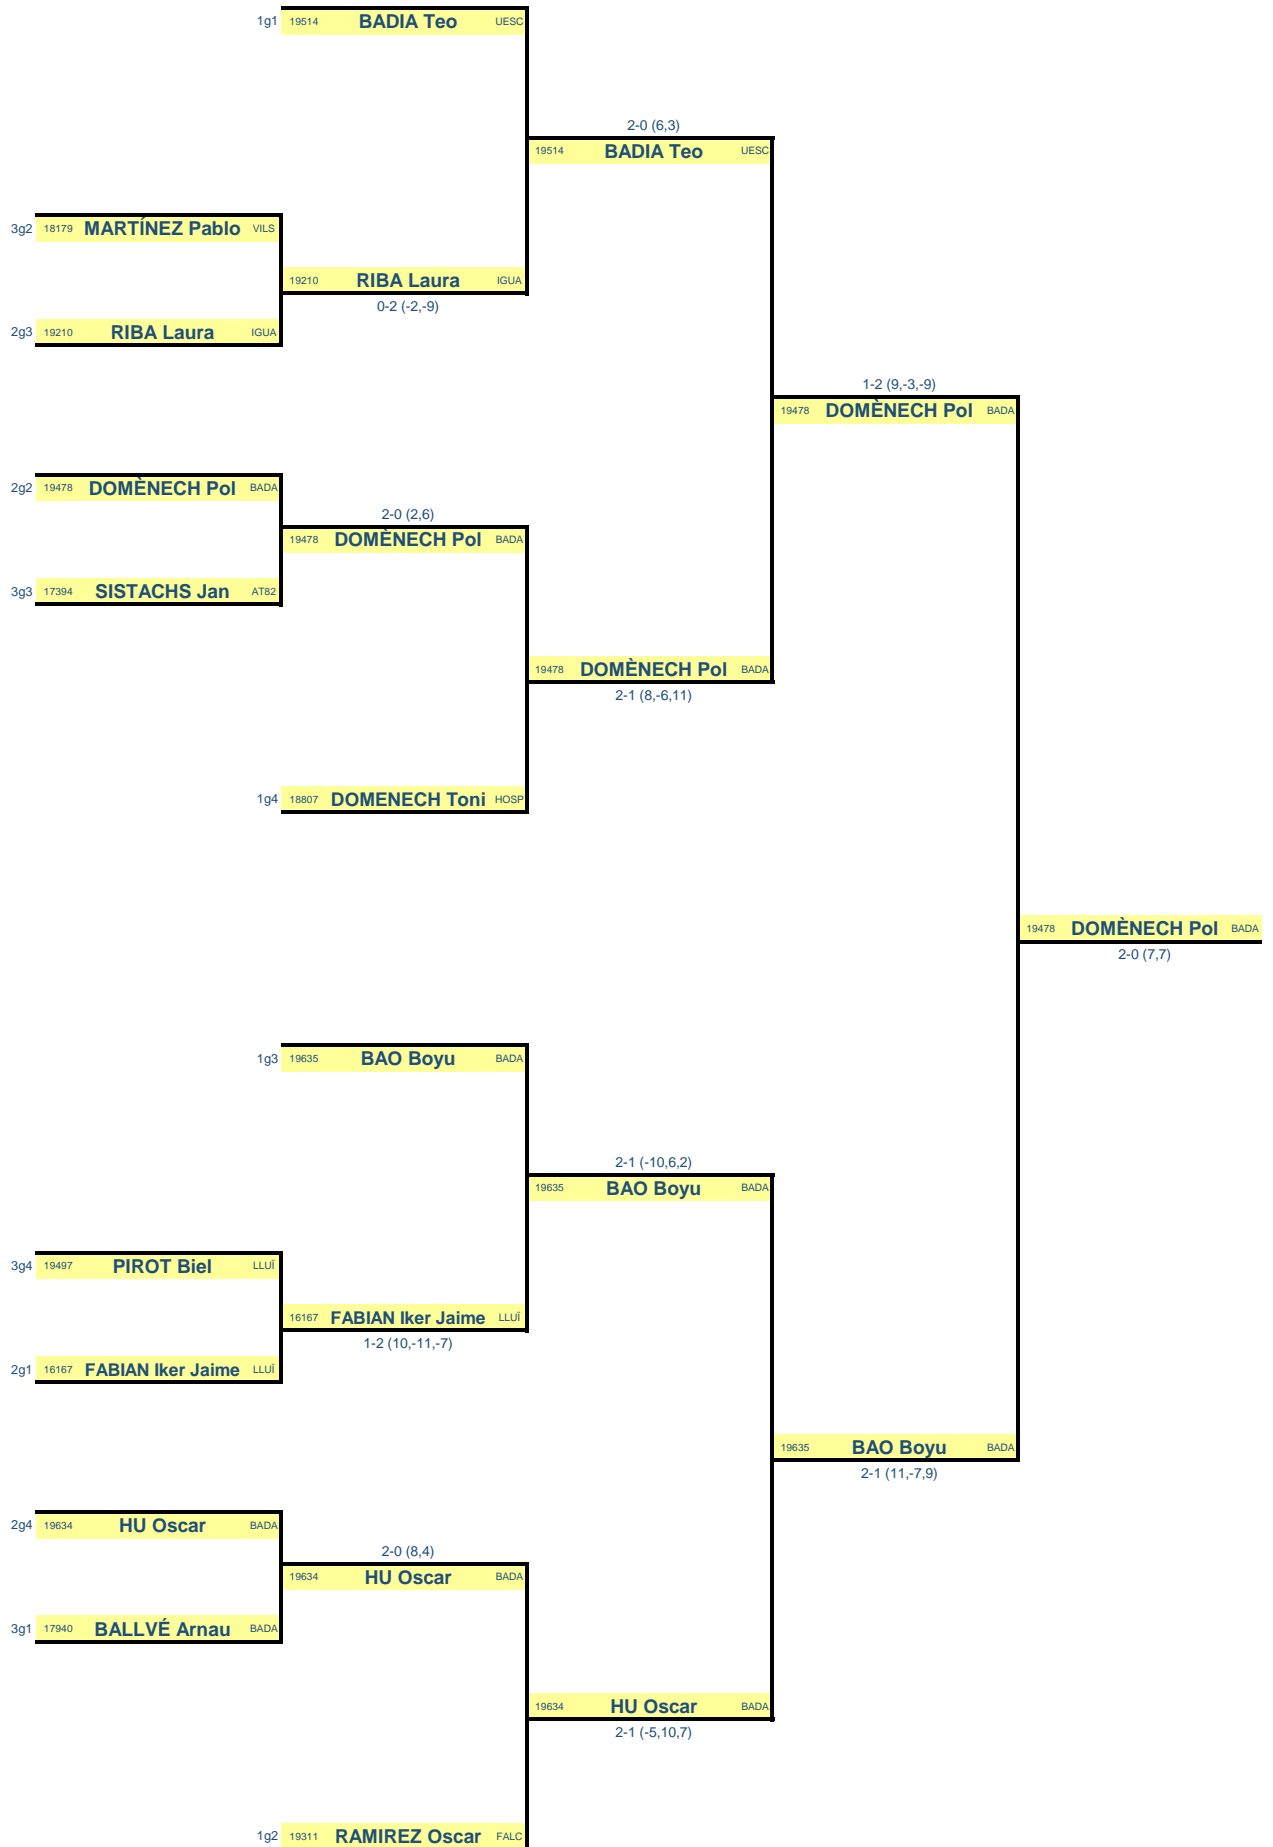 1g1 19514 BADIA Teo UESC
2-0 (6,3)
19514 BADIA Teo UESC
3g2 18179 MARTÍNEZ Pablo VILS
19210 RIBA Laura IGUA
0-2 (-2,-9)
2g3 19210 RIBA Laura IGUA
1-2 (9,-3,-9)
19478 DOMÈNECH Pol BADA
2g2 19478 DOMÈNECH Pol BADA
2-0 (2,6)
19478 DOMÈNECH Pol BADA
3g3 17394 SISTACHS Jan AT82
19478 DOMÈNECH Pol BADA
2-1 (8,-6,11)
1g4 18807 DOMENECH Toni HOSP
19478 DOMÈNECH Pol BADA
2-0 (7,7)
1g3 19635 BAO Boyu BADA
2-1 (-10,6,2)
19635 BAO Boyu BADA
3g4 19497 PIROT Biel LLUÏ
16167 FABIAN Iker Jaime LLUÏ
1-2 (10,-11,-7)
2g1 16167 FABIAN Iker Jaime LLUÏ
19635 BAO Boyu BADA
2-1 (11,-7,9)
2g4 19634 HU Oscar BADA
2-0 (8,4)
19634 HU Oscar BADA
3g1 17940 BALLVÉ Arnau BADA
19634 HU Oscar BADA
2-1 (-5,10,7)
1g2 19311 RAMIREZ Oscar FALC